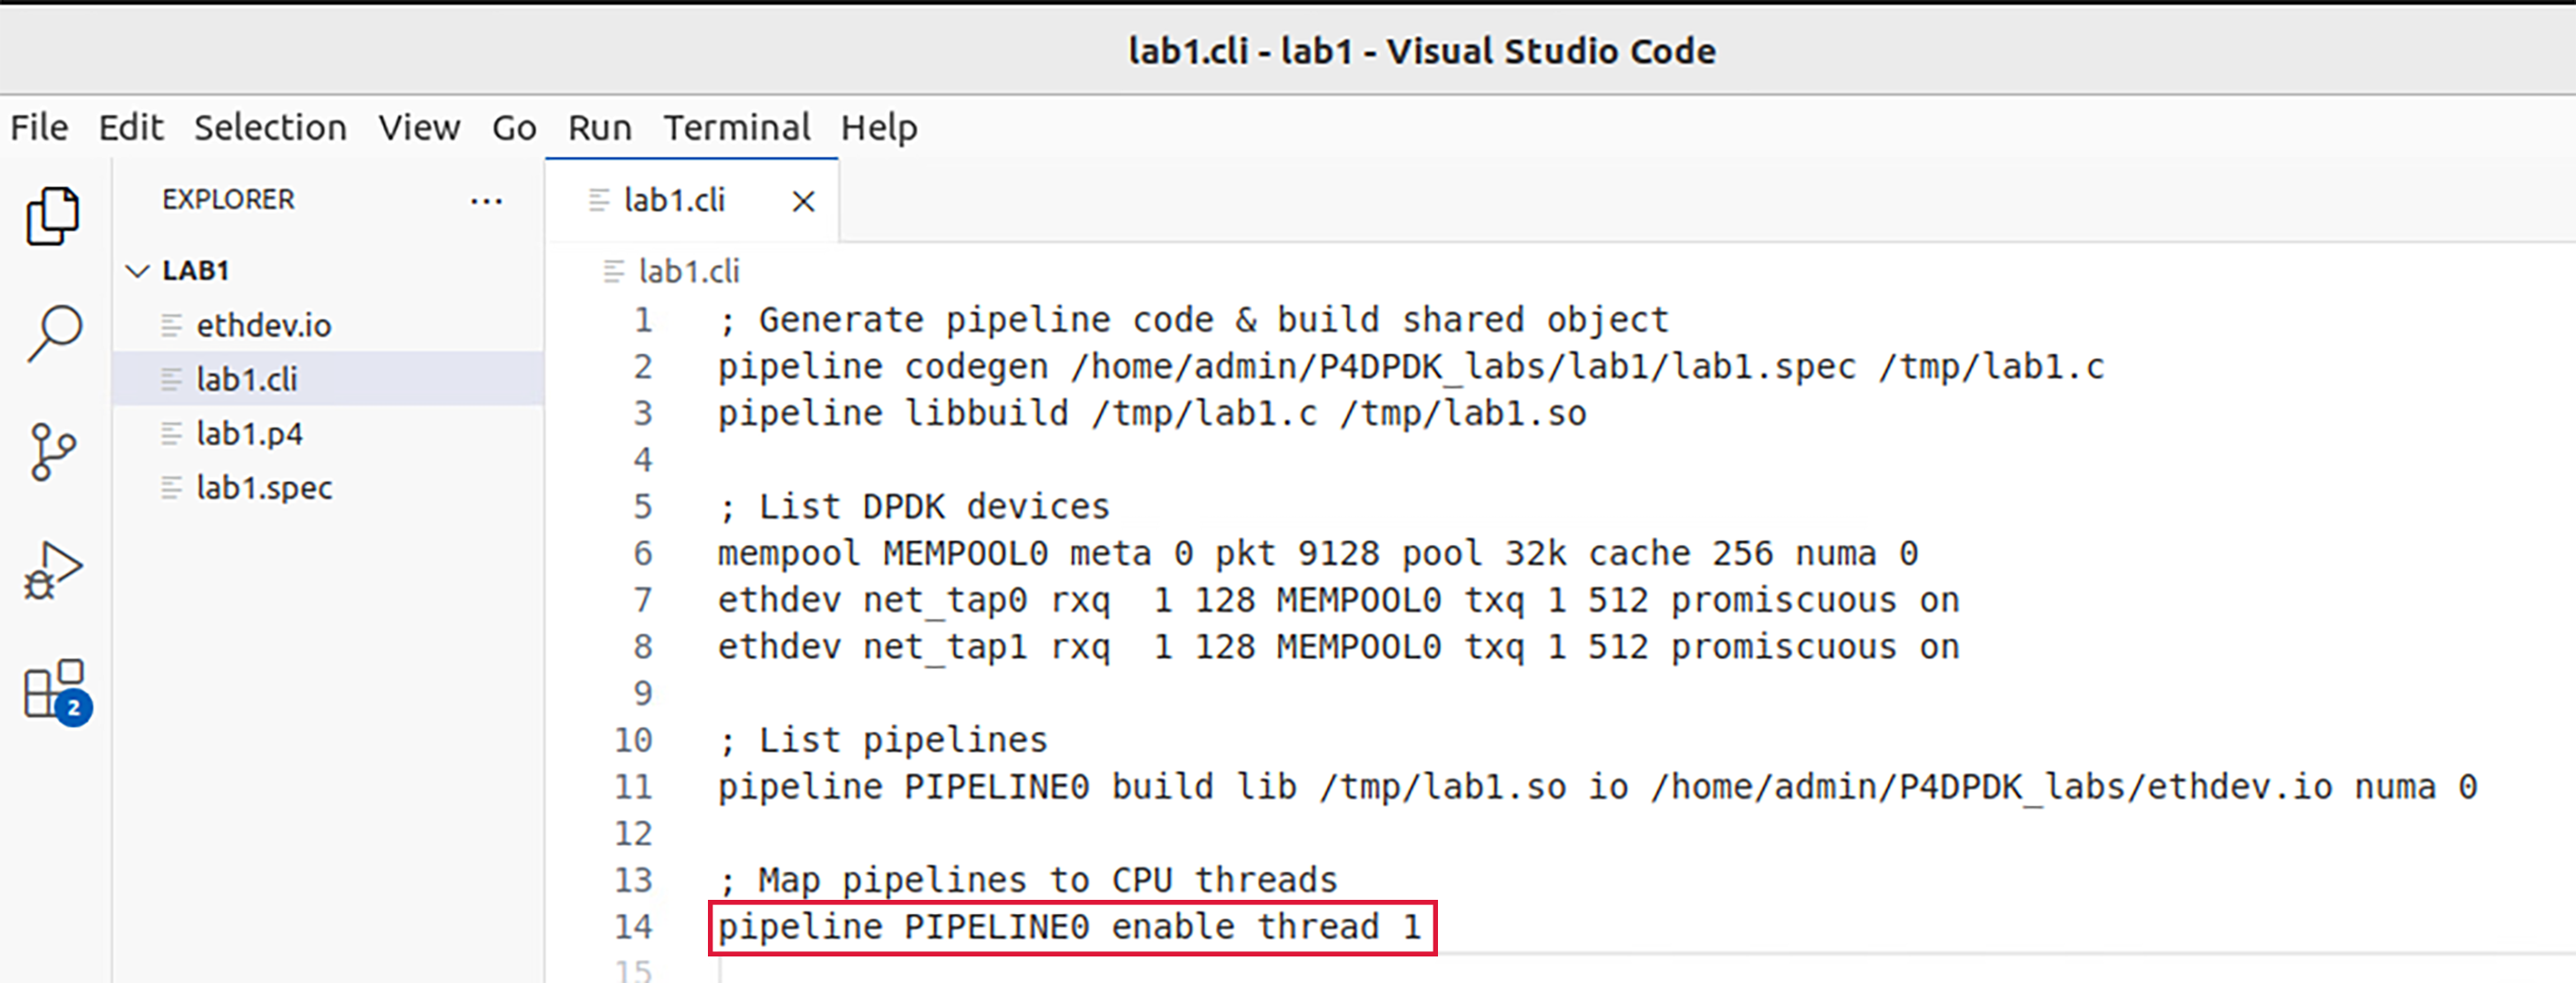 lab1.cli - lab1 - Visual Studio Code
File Edit Selection View Go Run Terminal Help
EXPLORER ...
LAB1
ethdev.io
lab1.cli
lab1.p4
lab1.spec
2
lab1.cli
lab1.cli
1 ; Generate pipeline code & build shared object
2 pipeline codegen /home/admin/P4DPDK_labs/lab1/lab1.spec /tmp/lab1.c
3 pipeline libbuild /tmp/lab1.c /tmp/lab1.so
4
5 ; List DPDK devices
6 mempool MEMPOOL0 meta 0 pkt 9128 pool 32k cache 256 numa 0
7 ethdev net_tap0 rxq  1 128 MEMPOOL0 txq 1 512 promiscuous on
8 ethdev net_tap1 rxq  1 128 MEMPOOL0 txq 1 512 promiscuous on
9
10 ; List pipelines
11 pipeline PIPELINE0 build lib /tmp/lab1.so io /home/admin/P4DPDK_labs/ethdev.io numa 0
12
13 ; Map pipelines to CPU threads
14 pipeline PIPELINE0 enable thread 1
15